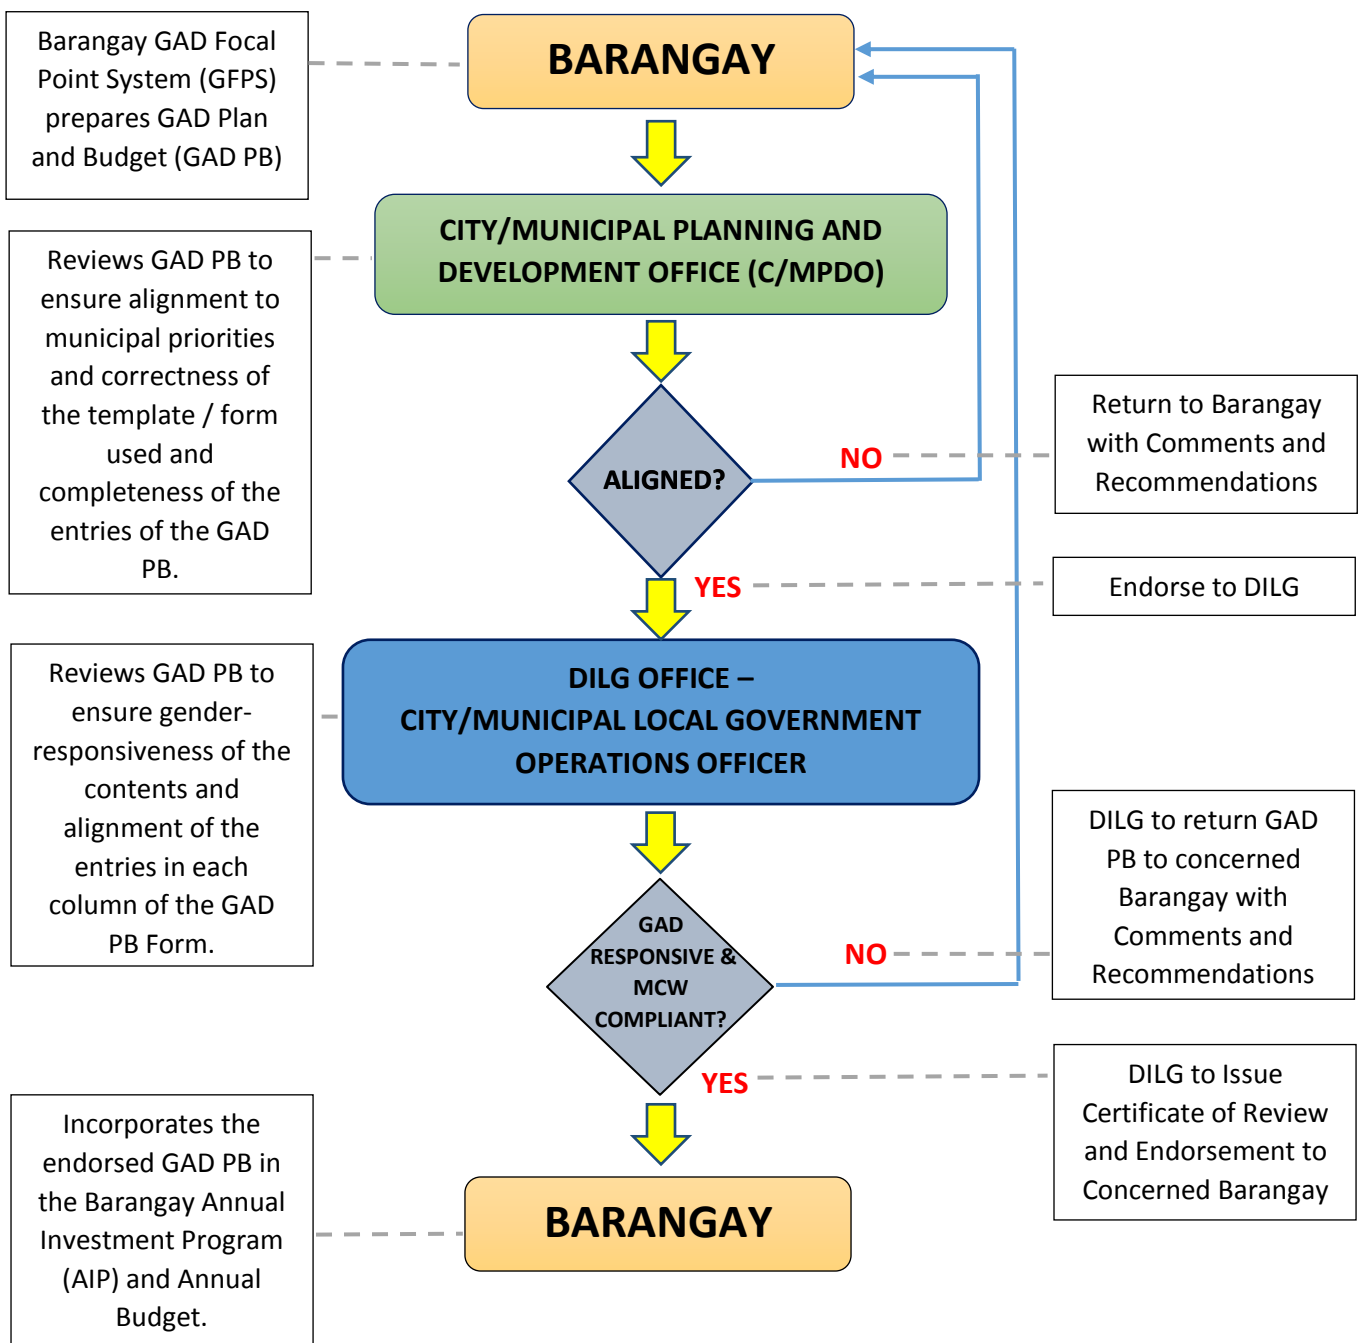 Barangay GAD Focal
Point System (GFPS)
prepares GAD Plan
and Budget (GAD PB)
BARANGAY
CITY/MUNICIPAL PLANNING AND
DEVELOPMENT OFFICE (C/MPDO)
Reviews GAD PB to
ensure alignment to
municipal priorities
and correctness of
the template / form
used and
completeness of the
entries of the GAD
PB.
ALIGNED?
NO
Return to Barangay
with Comments and
Recommendations
YES
Endorse to DILG
DILG OFFICE –
CITY/MUNICIPAL LOCAL GOVERNMENT
OPERATIONS OFFICER
Reviews GAD PB to
ensure gender-
responsiveness of the
contents and
alignment of the
entries in each
column of the GAD
PB Form.
GAD
RESPONSIVE &
MCW
COMPLIANT?
NO
DILG to return GAD
PB to concerned
Barangay with
Comments and
Recommendations
YES
DILG to Issue
Certificate of Review
and Endorsement to
Concerned Barangay
Incorporates the
endorsed GAD PB in
the Barangay Annual
Investment Program
(AIP) and Annual
Budget.
BARANGAY